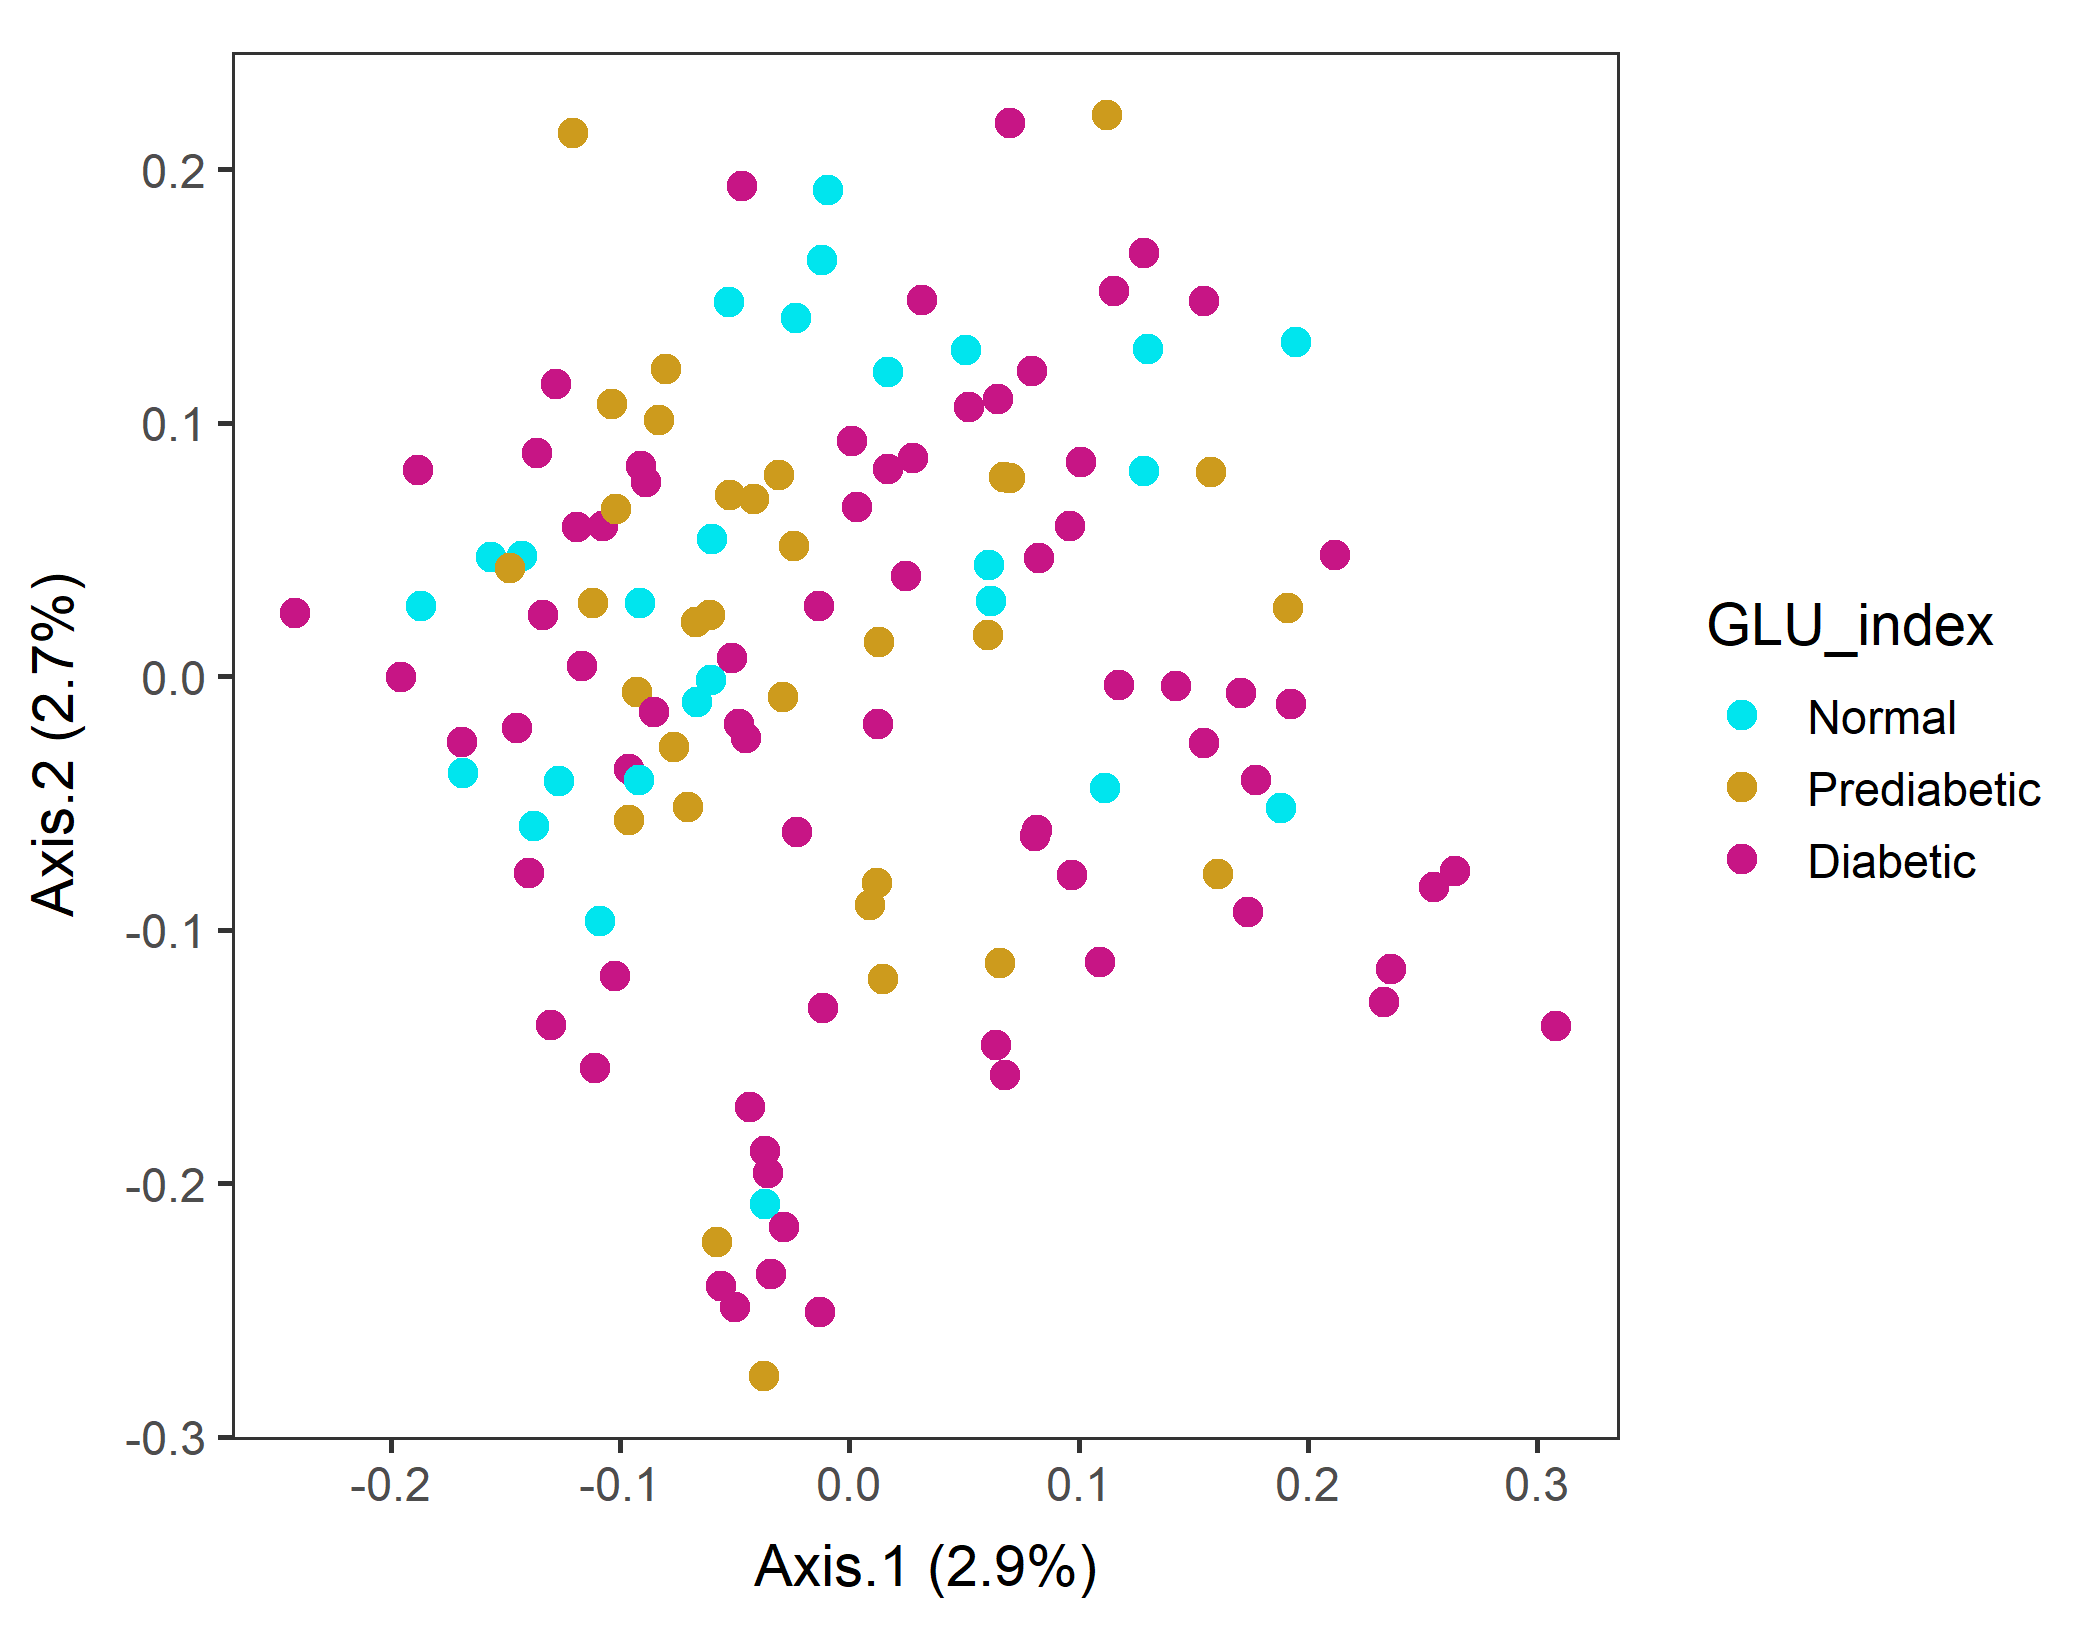 0.2
0.1
0.0
-0.1
-0.2
-0.3
Axis.2 (2.7%)
-0.2 -0.1 0.0 0.1 0.2 0.3
Axis.1 (2.9%)
GLU_index
Normal
Prediabetic
Diabetic